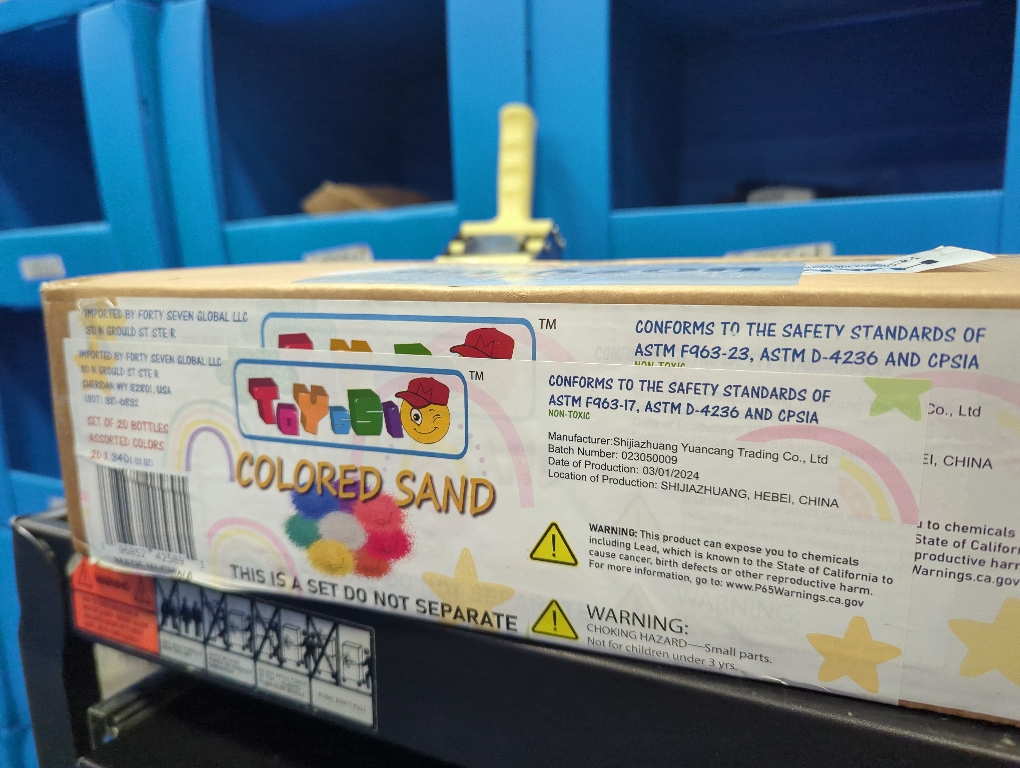 IMPORTED BY FORTY SEVEN GLOBAL LLC
30 N GROULD ST STE R
TM
CONFORMS TO THE SAFETY STANDARDS OF
ASTM F963-23, ASTM D-4236 AND CPSIA
NON-TOXIC
IMPORTED BY FORTY SEVEN GLOBAL LLC
30 N GROULD ST STE R
SHERIDAN WY 82801, USA
SET OF 20 BOTTLES
ASSORTED COLORS
TM
COLORED SAND
THIS IS A SET DO NOT SEPARATE
CONFORMS TO THE SAFETY STANDARDS OF
ASTM F963-17, ASTM D-4236 AND CPSIA
NON-TOXIC
Manufacturer:Shijiazhuang Yuancang Trading Co., Ltd
Batch Number: 023050009
Date of Production: 03/01/2024
Location of Production: SHIJIAZHUANG, HEBEI, CHINA
WARNING: This product can expose you to chemicals
including Lead, which is known to the State of California to
cause cancer, birth defects or other reproductive harm.
For more information, go to: www.P65Warnings.ca.gov
WARNING:
CHOKING HAZARD—Small parts.
Not for children under 3 yrs.
Co., Ltd
EI, CHINA
u to chemicals
State of Californ
productive harm
Warnings.ca.gov